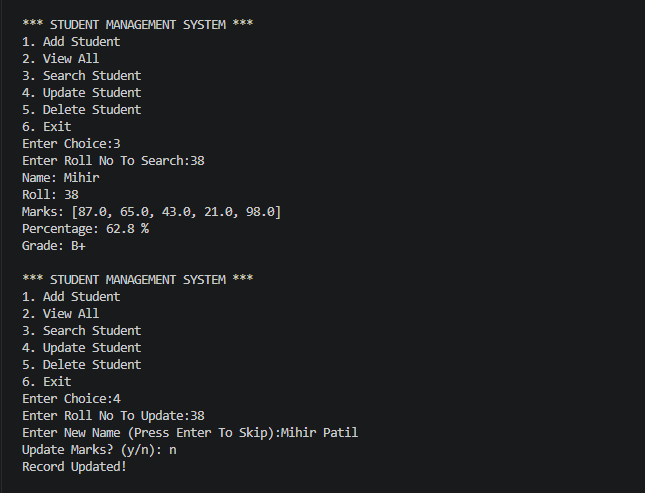 *** STUDENT MANAGEMENT SYSTEM ***
1. Add Student
2. View All
3. Search Student
4. Update Student
5. Delete Student
6. Exit
Enter Choice:3
Enter Roll No To Search:38
Name: Mihir
Roll: 38
Marks: [87.0, 65.0, 43.0, 21.0, 98.0]
Percentage: 62.8 %
Grade: B+
*** STUDENT MANAGEMENT SYSTEM ***
1. Add Student
2. View All
3. Search Student
4. Update Student
5. Delete Student
6. Exit
Enter Choice:4
Enter Roll No To Update:38
Enter New Name (Press Enter To Skip):Mihir Patil
Update Marks? (y/n): n
Record Updated!